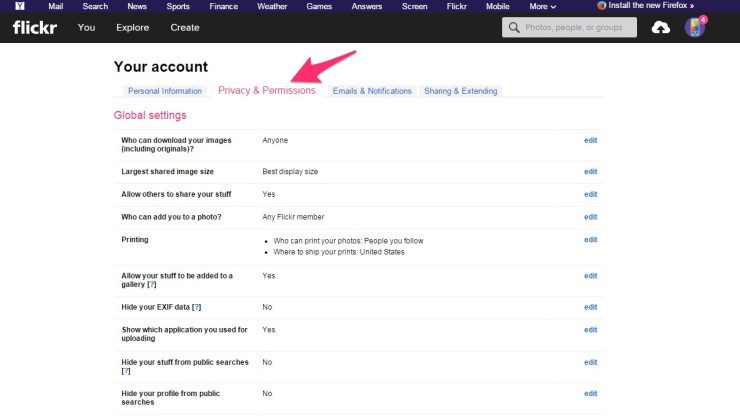 Y Mail Search News Sports Finance Weather Games Answers Screen Flickr Mobile More Install the new Firefox »
flickr You Explore Create Photos, people, or groups 4
Your account
Personal Information Privacy & Permissions Emails & Notifications Sharing & Extending
Global settings
Who can download your images Anyone edit
(including originals)?
Largest shared image size Best display size edit
Allow others to share your stuff Yes edit
Who can add you to a photo? Any Flickr member edit
Printing edit
• Who can print your photos: People you follow
• Where to ship your prints: United States
Allow your stuff to be added to a Yes edit
gallery [?]
Hide your EXIF data [?] No edit
Show which application you used for Yes edit
uploading
Hide your stuff from public searches No edit
[?]
Hide your profile from public No edit
searches